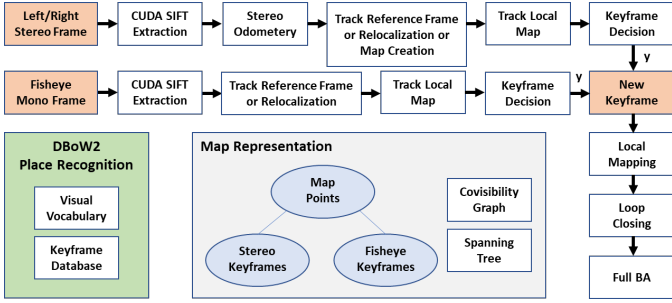 Left/Right
Stereo Frame
CUDA SIFT
Extraction
Stereo
Odometery
Track Reference Frame
or Relocalization or
Map Creation
Track Local
Map
Keyframe
Decision
y
Fisheye
Mono Frame
CUDA SIFT
Extraction
Track Reference Frame
or Relocalization
Track Local
Map
Keyframe
Decision
y
New
Keyframe
DBoW2
Place Recognition
Visual
Vocabulary
Keyframe
Database
Map Representation
Map
Points
Stereo
Keyframes
Fisheye
Keyframes
Covisibility
Graph
Spanning
Tree
Local
Mapping
Loop
Closing
Full BA